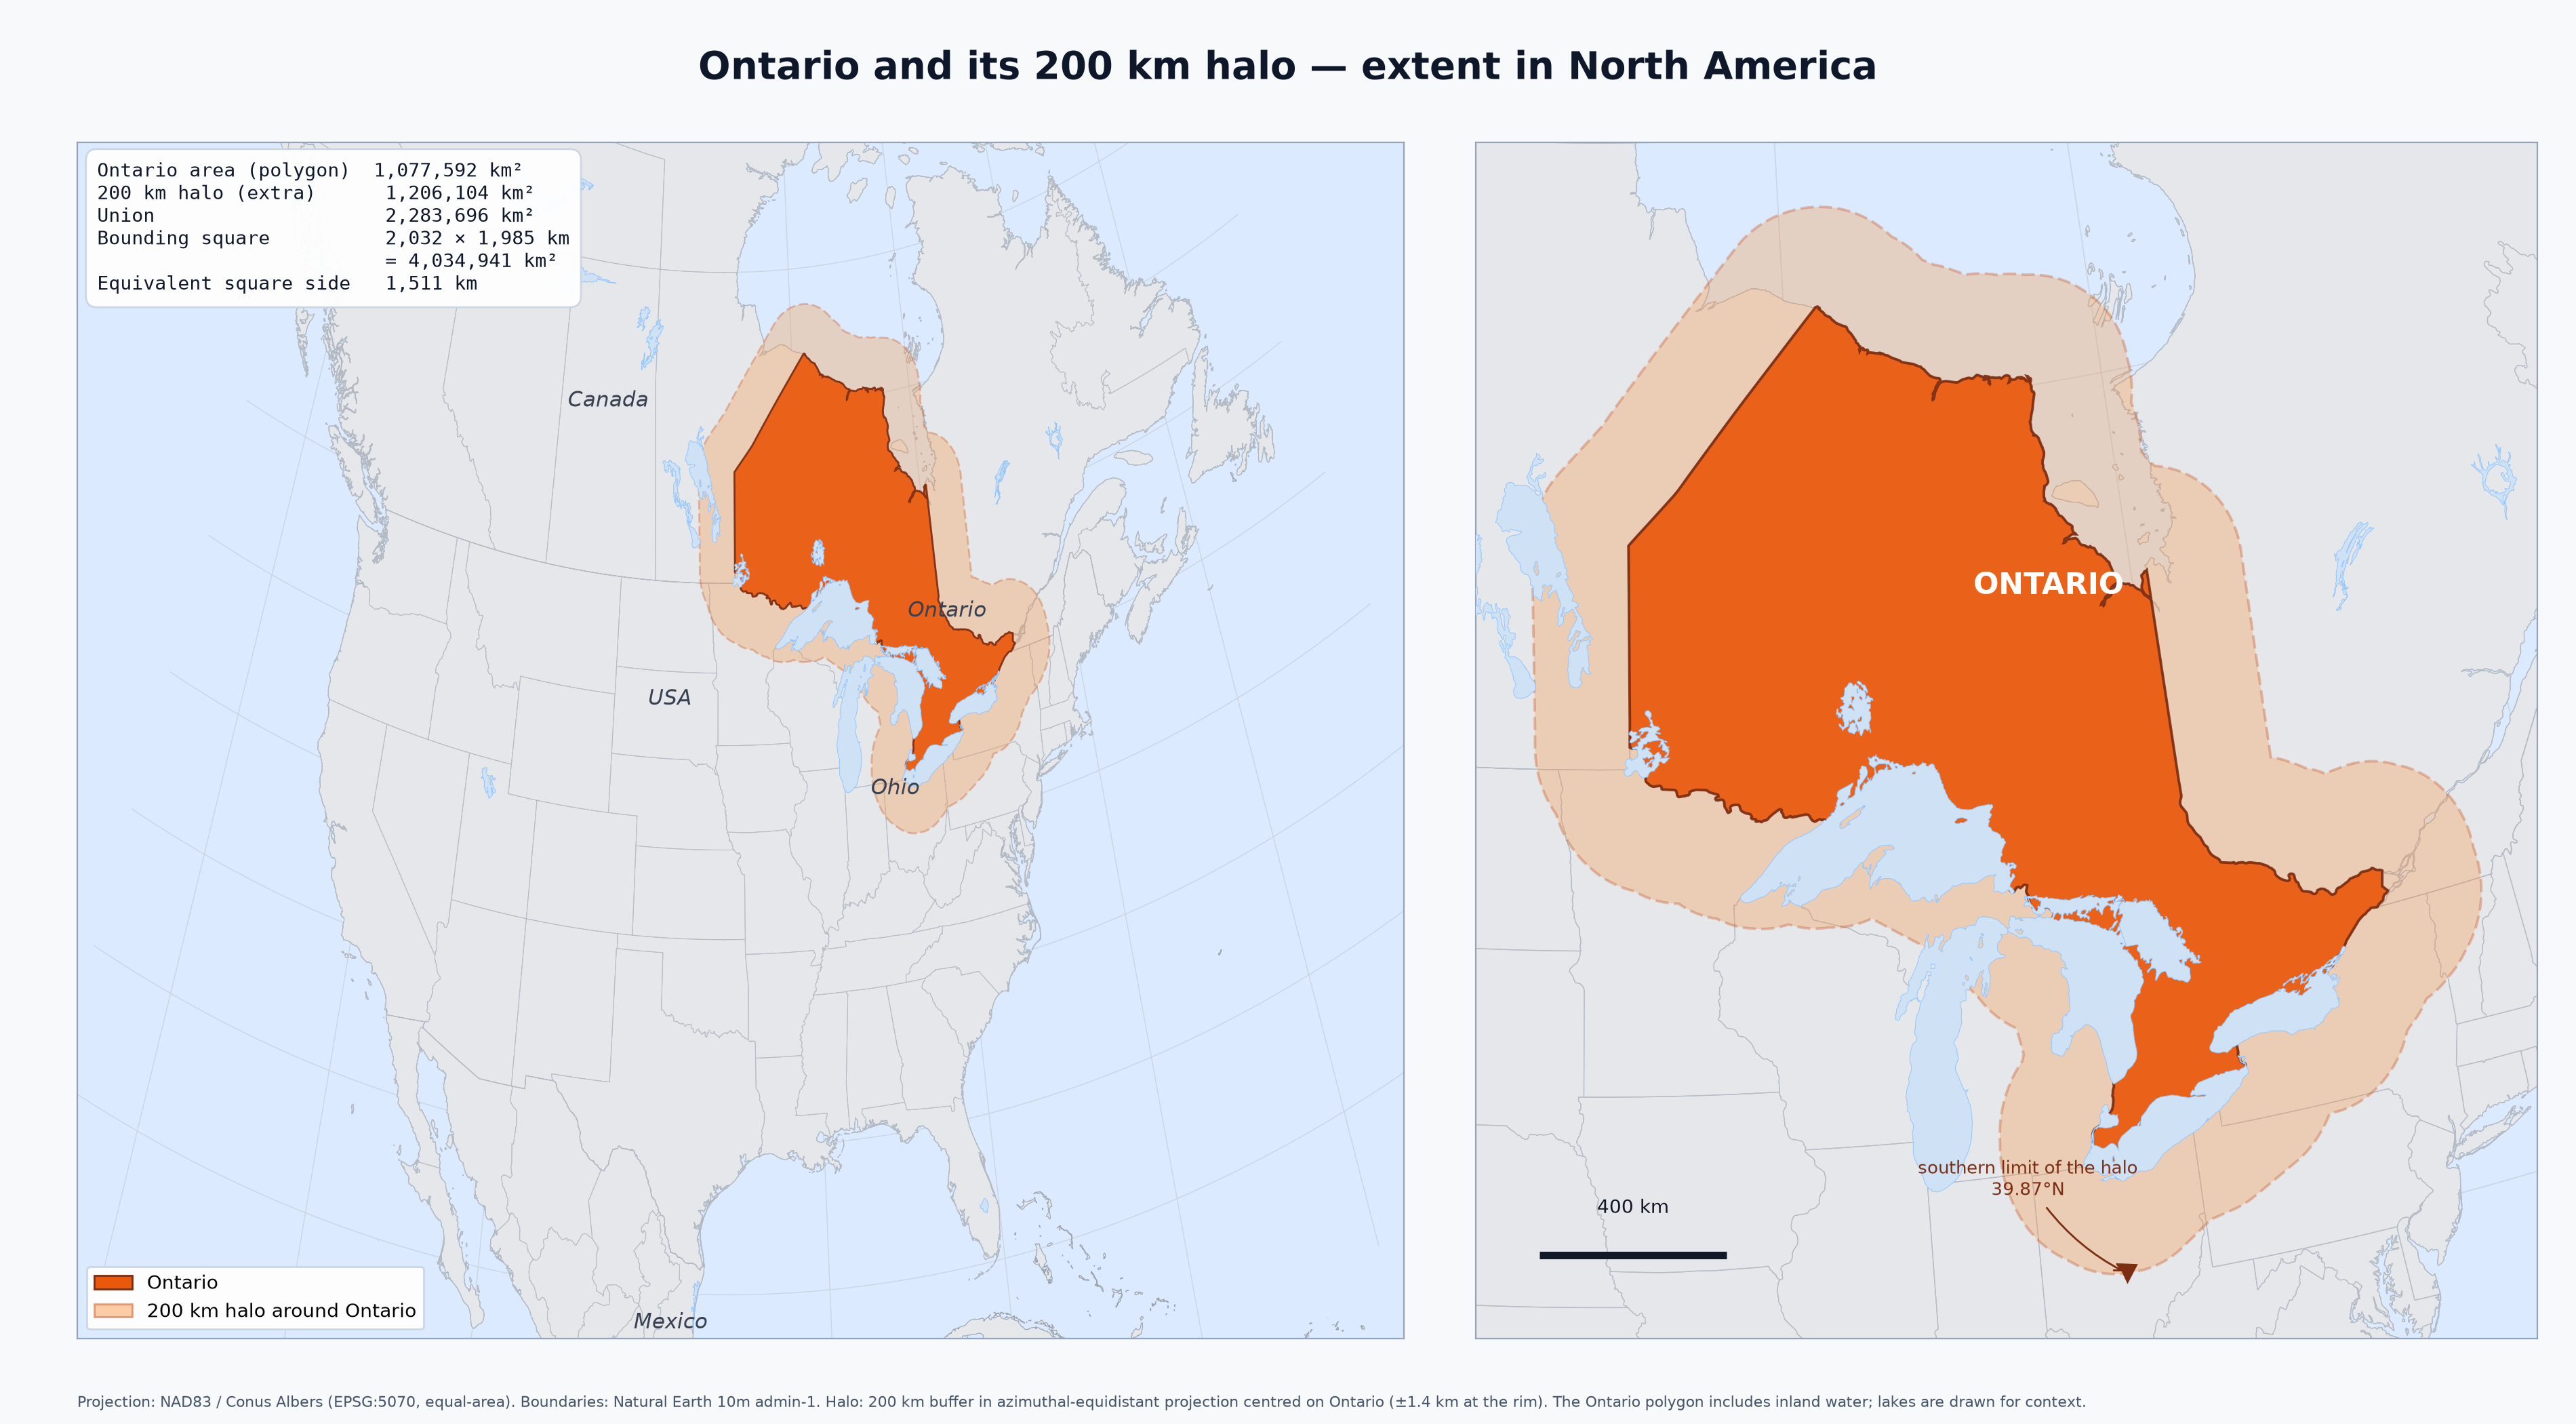 Ontario and its 200 km halo — extent in North America
Ontario area (polygon) 1,077,592 km²
200 km halo (extra) 1,206,104 km²
Union 2,283,696 km²
Bounding square 2,032 × 1,985 km
= 4,034,941 km²
Equivalent square side 1,511 km
Canada
Ontario
USA
Ohio
Mexico
Ontario
200 km halo around Ontario
ONTARIO
southern limit of the halo
39.87°N
400 km
Projection: NAD83 / Conus Albers (EPSG:5070, equal-area). Boundaries: Natural Earth 10m admin-1. Halo: 200 km buffer in azimuthal-equidistant projection centred on Ontario (±1.4 km at the rim). The Ontario polygon includes inland water; lakes are drawn for context.